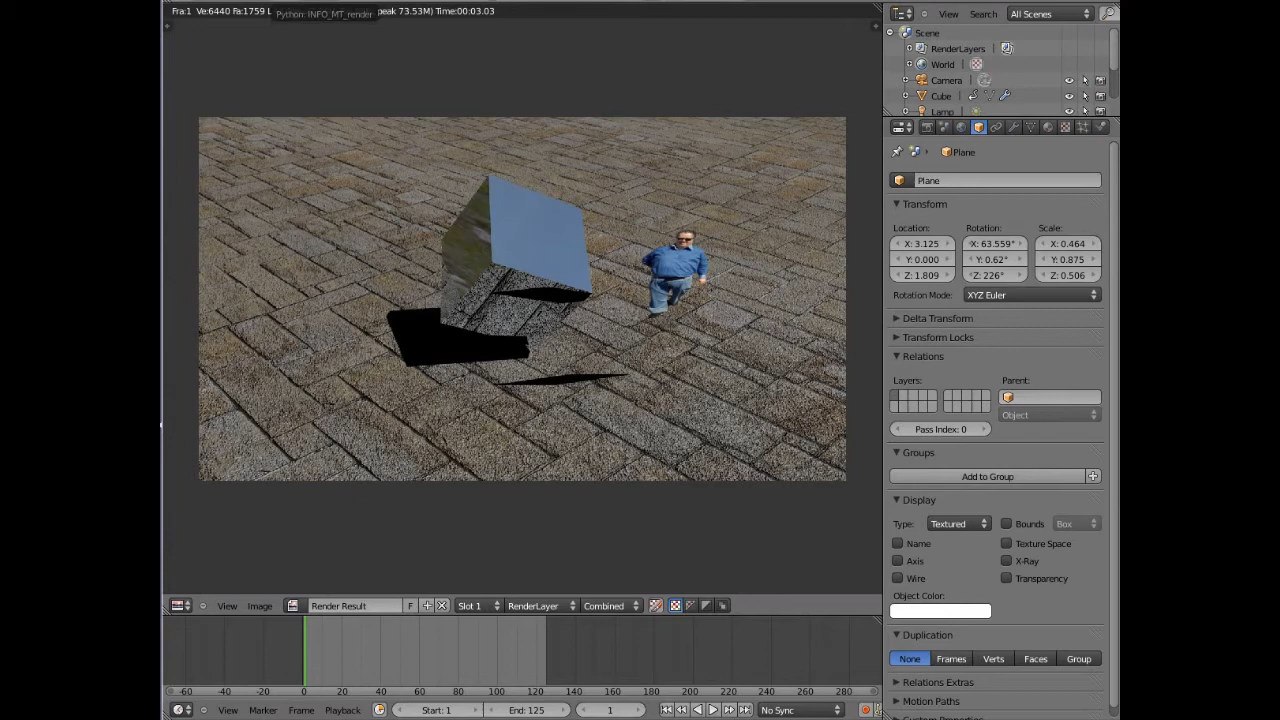 Fra:1 Ve:6440 Fa:1759 L
Python: INFO_MT_render
peak 73.53M) Time:00:03.03
View Search All Scenes
Scene
RenderLayers
World
Camera
Cube
Lamp
Plane
Plane
Transform
Location: Rotation: Scale:
X: 3.125 X: 63.559° X: 0.464
Y: 0.000 Y: 0.62° Y: 0.875
Z: 1.809 Z: 226° Z: 0.506
Rotation Mode: XYZ Euler
Delta Transform
Transform Locks
Relations
Layers: Parent:
Object
Pass Index: 0
Groups
Add to Group
Display
Type: Textured Bounds Box
Name Texture Space
Axis X-Ray
Wire Transparency
Object Color:
Duplication
None Frames Verts Faces Group
Relations Extras
Motion Paths
View Image Render Result F Slot 1 RenderLayer Combined
-60 -40 -20 0 20 40 60 80 100 120 140 160 180 200 220 240 260 280
View Marker Frame Playback Start: 1 End: 125 1 No Sync